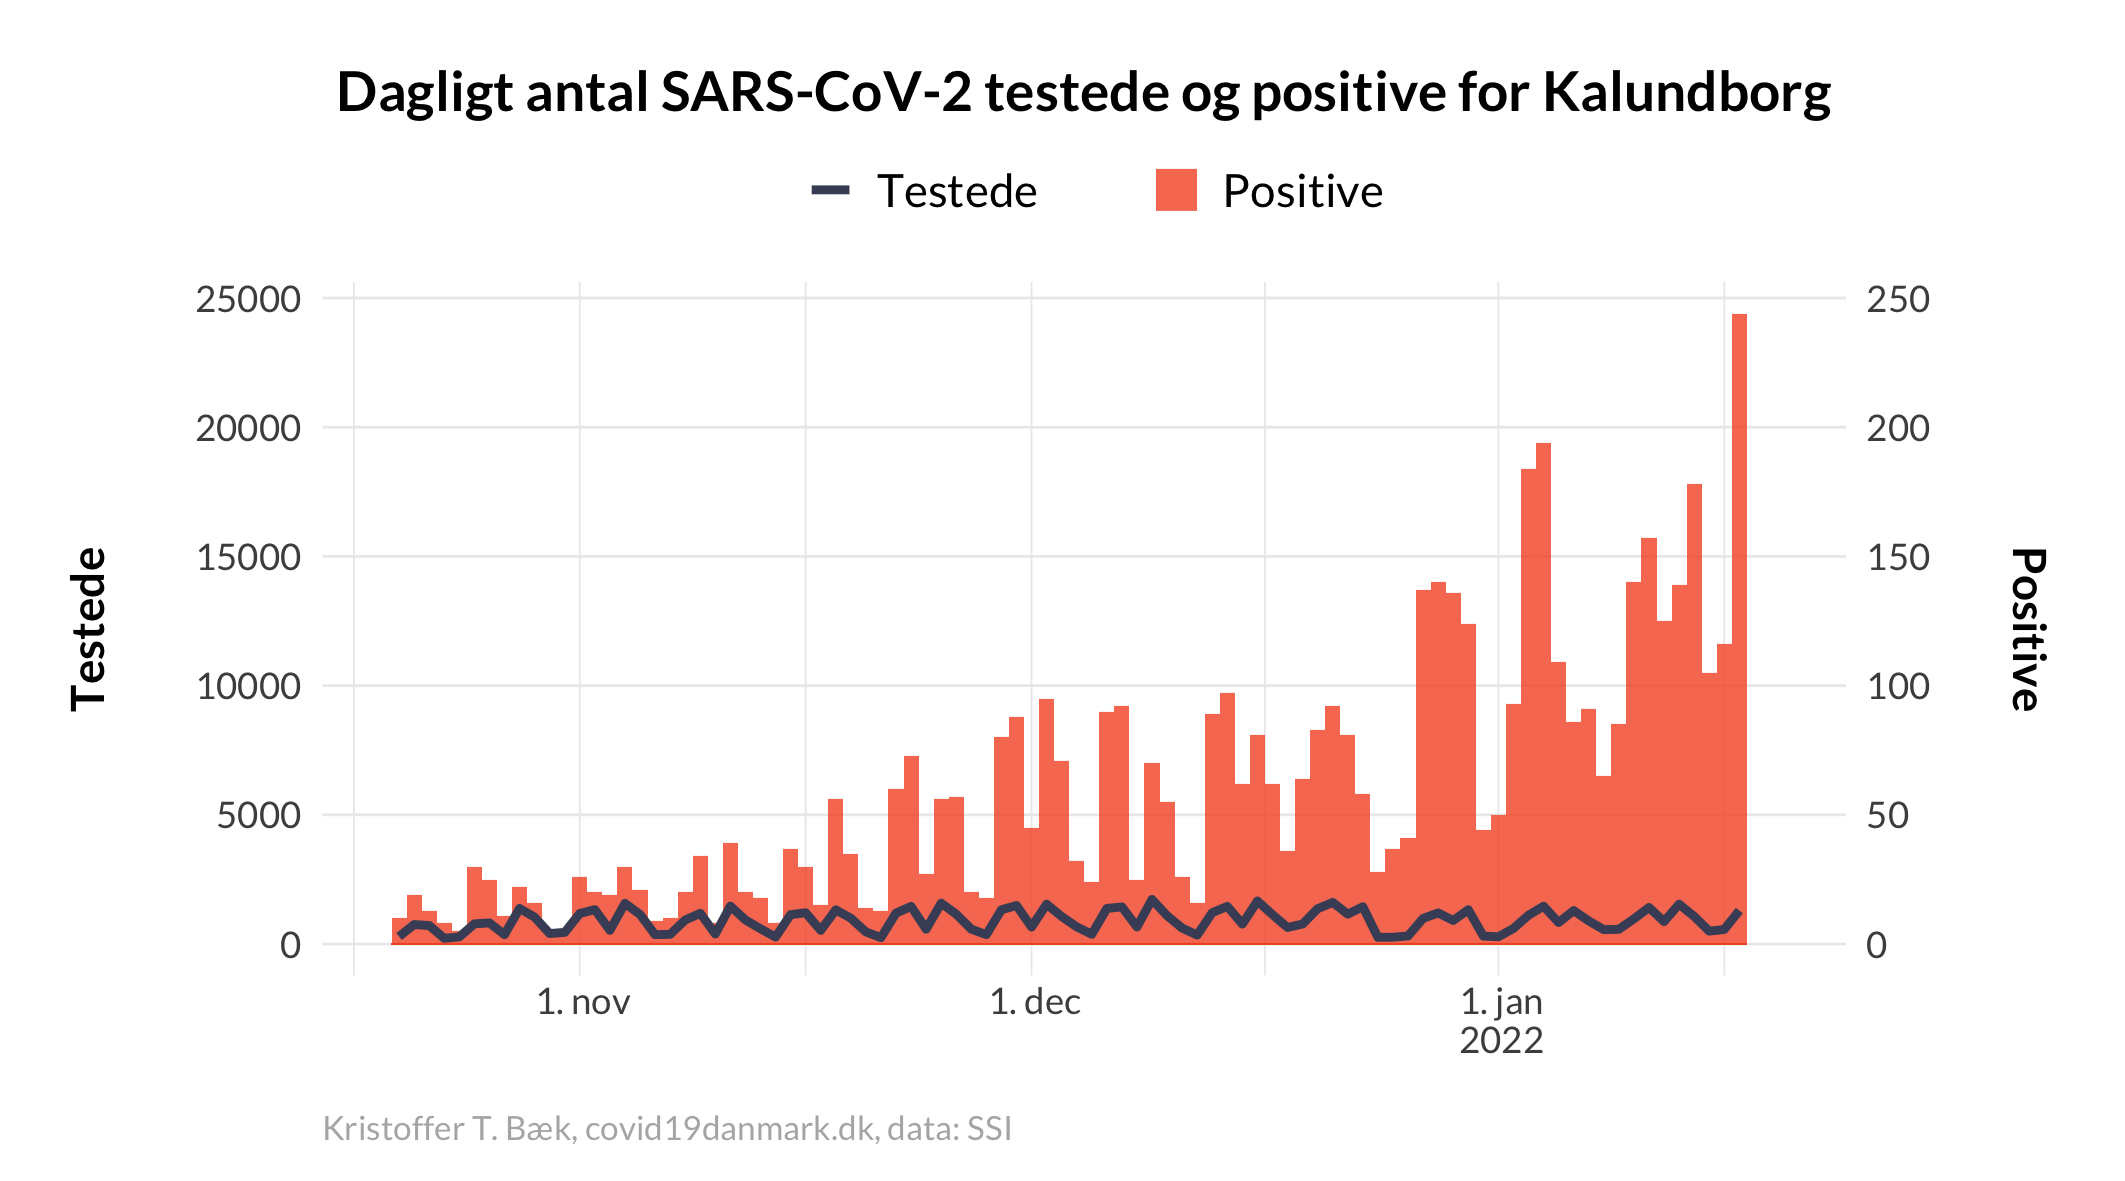 Dagligt antal SARS-CoV-2 testede og positive for Kalundborg
Testede
Positive
25000
20000
15000
10000
5000
0
Testede
250
200
150
100
50
0
Positive
1. nov
1. dec
1. jan
2022
Kristoffer T. Bæk, covid19danmark.dk, data: SSI